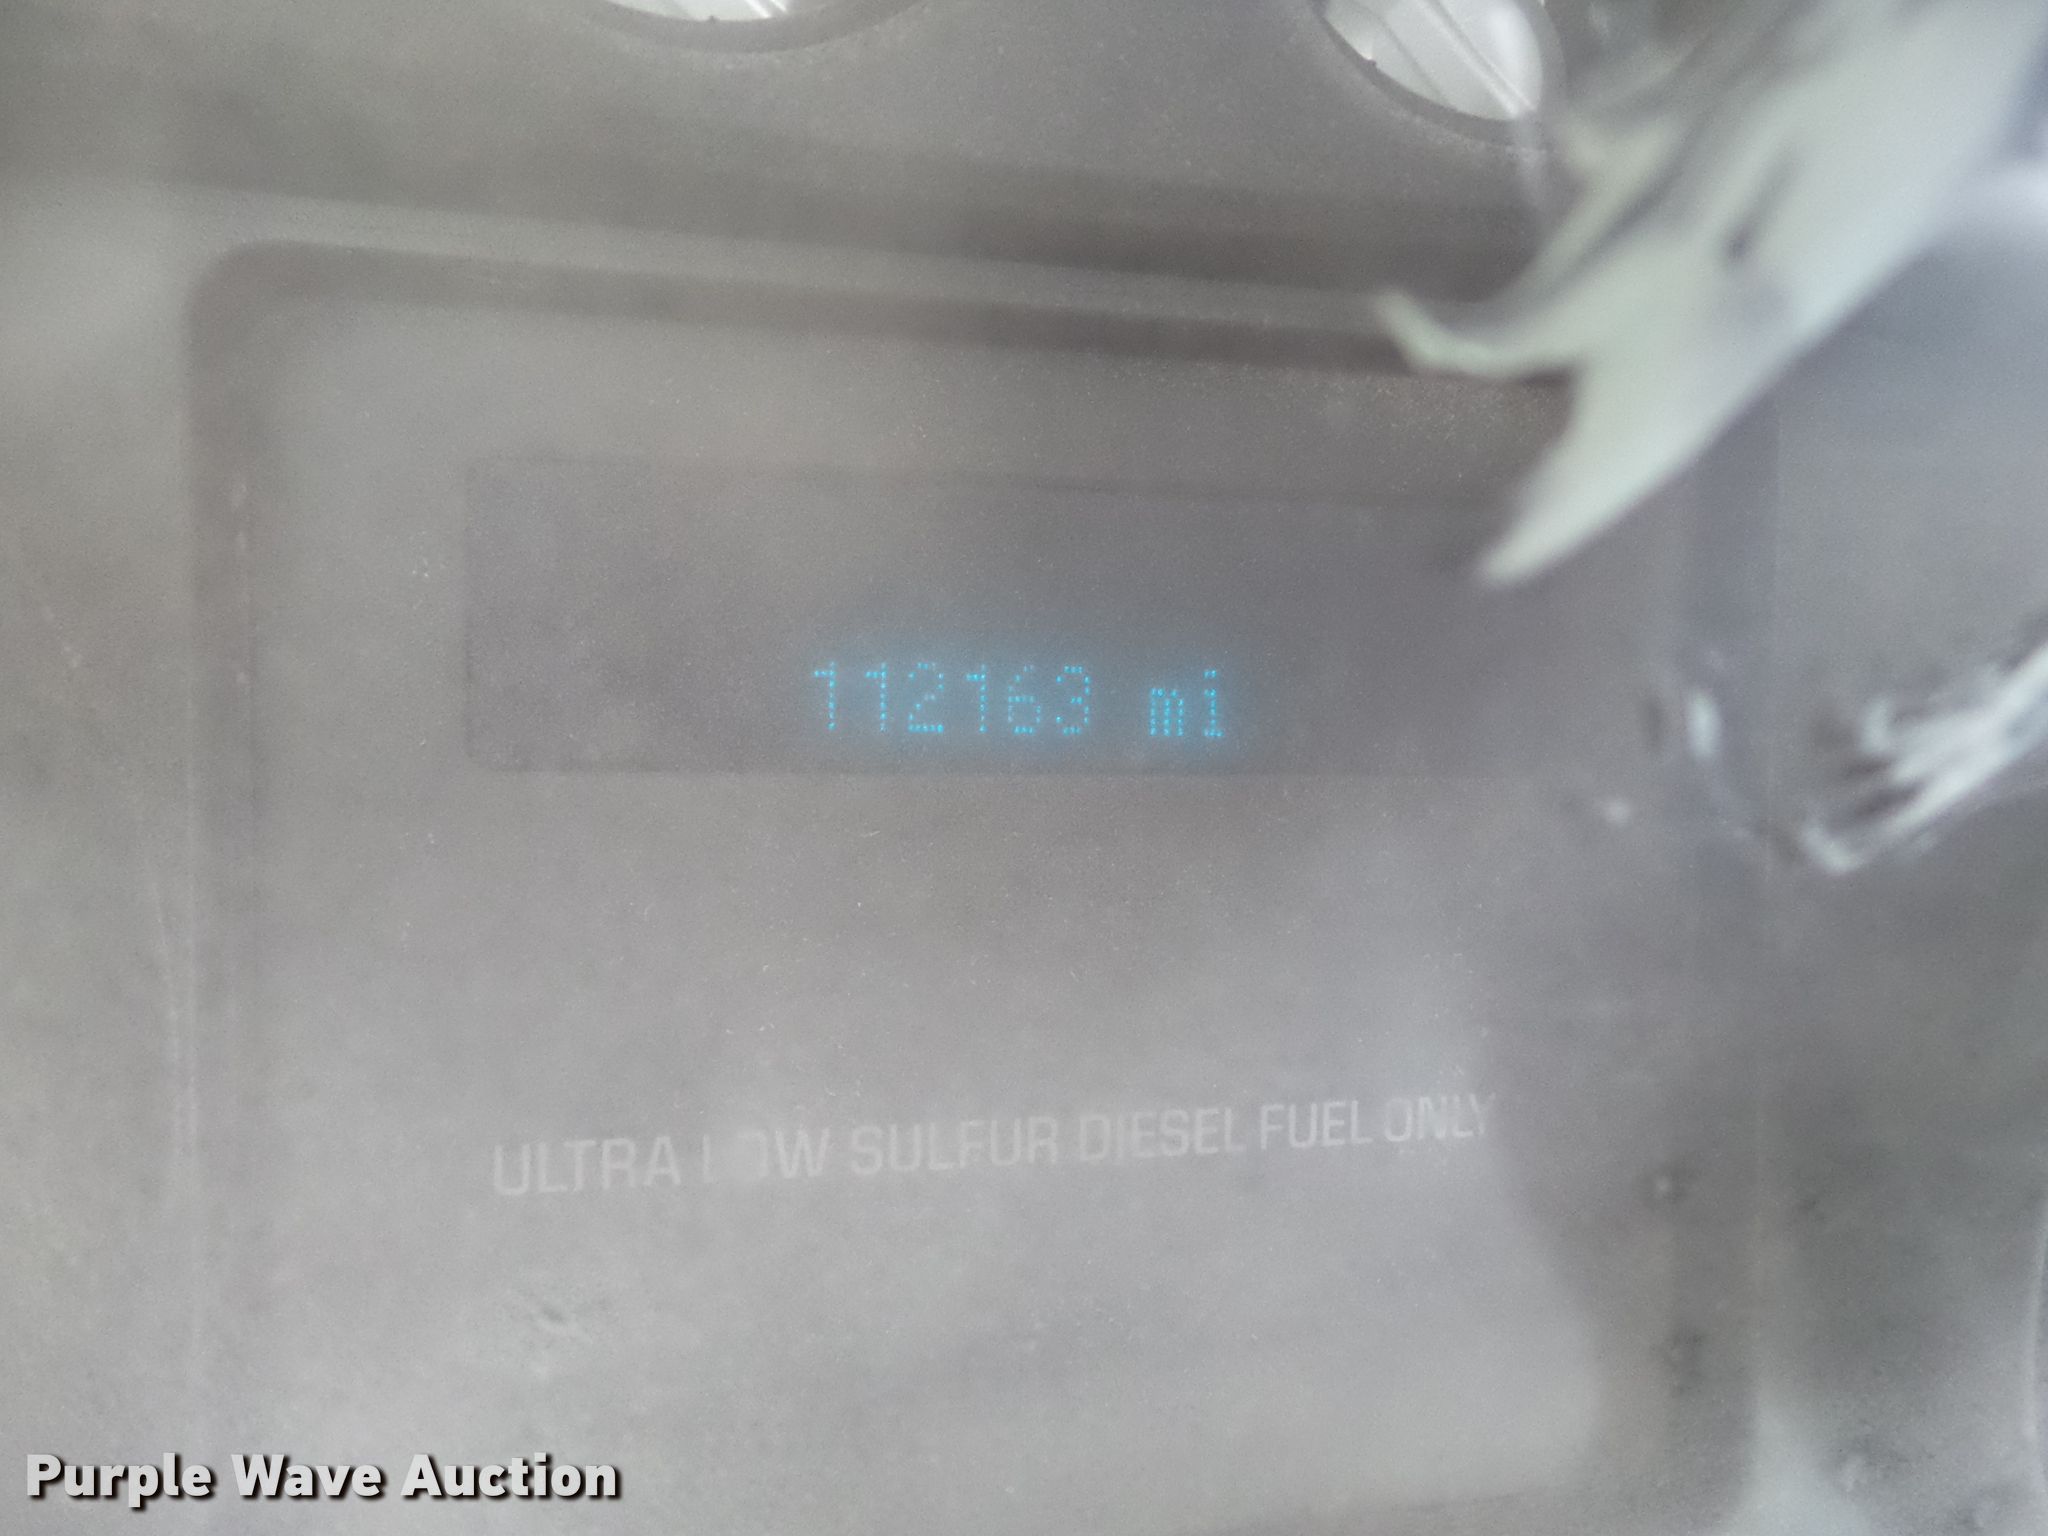 112163 mi
ULTRA LOW SULFUR DIESEL FUEL ONLY
Purple Wave Auction